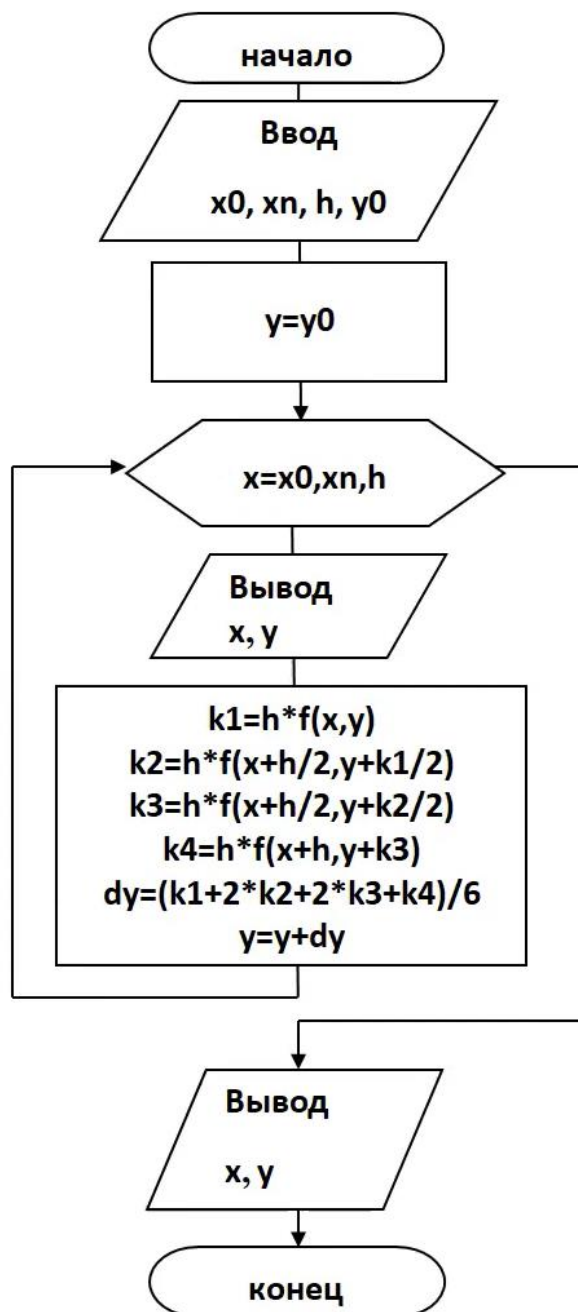 начало
Ввод
x0, xn, h, y0
y=y0
x=x0,xn,h
Вывод
x, y
k1=h*f(x,y)
k2=h*f(x+h/2,y+k1/2)
k3=h*f(x+h/2,y+k2/2)
k4=h*f(x+h,y+k3)
dy=(k1+2*k2+2*k3+k4)/6
y=y+dy
Вывод
x, y
конец